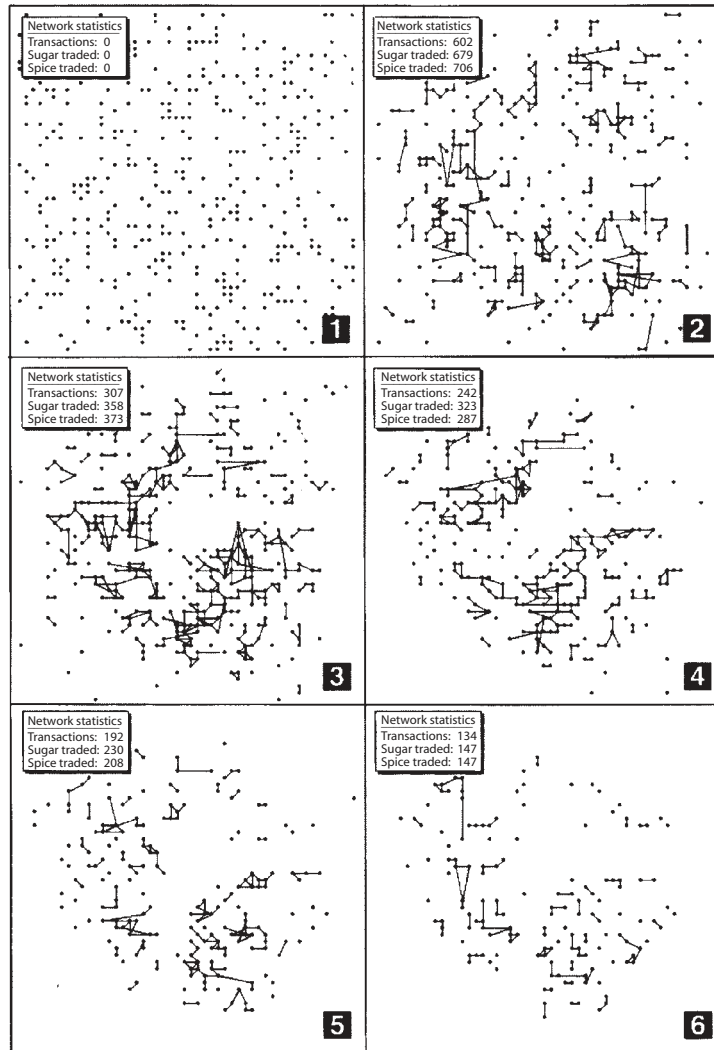 Network statistics
Transactions: 0
Sugar traded: 0
Spice traded: 0
1
Network statistics
Transactions: 602
Sugar traded: 679
Spice traded: 706
2
Network statistics
Transactions: 307
Sugar traded: 358
Spice traded: 373
3
Network statistics
Transactions: 242
Sugar traded: 323
Spice traded: 287
4
Network statistics
Transactions: 192
Sugar traded: 230
Spice traded: 208
5
Network statistics
Transactions: 134
Sugar traded: 147
Spice traded: 147
6